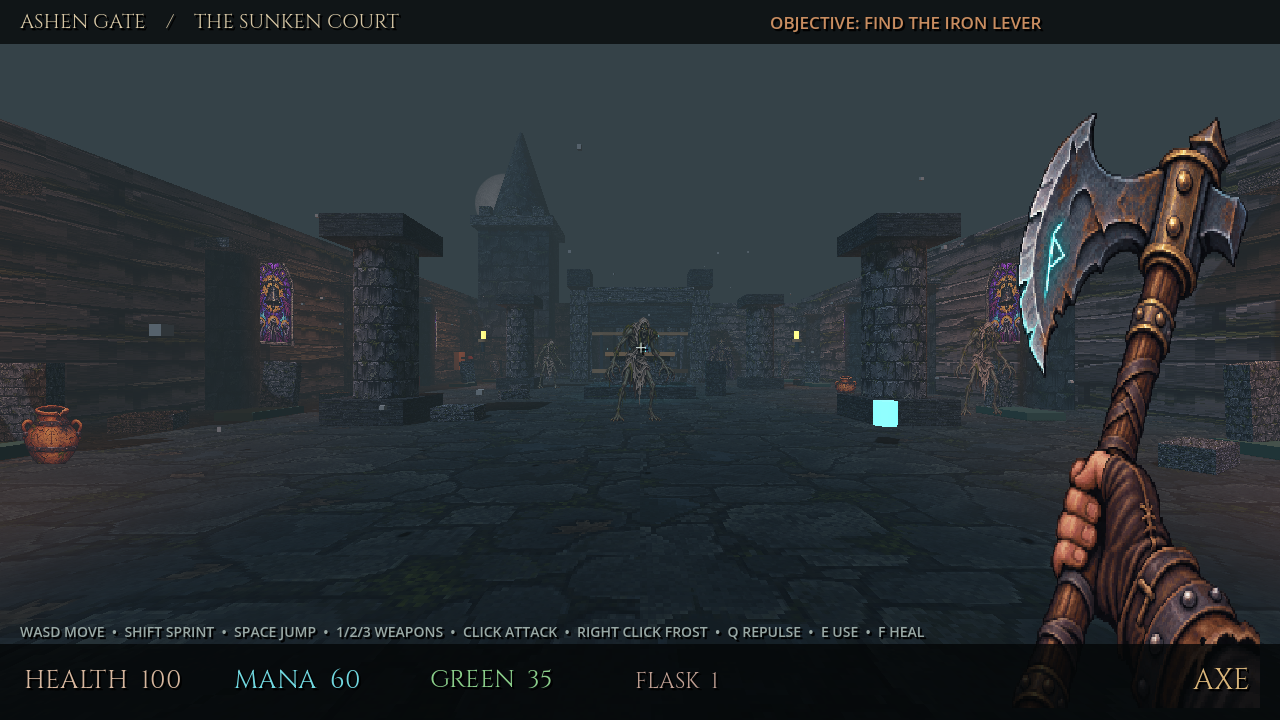 ASHEN GATE / THE SUNKEN COURT
OBJECTIVE: FIND THE IRON LEVER
WASD MOVE • SHIFT SPRINT • SPACE JUMP • 1/2/3 WEAPONS • CLICK ATTACK • RIGHT CLICK FROST • Q REPULSE • E USE • F HEAL
HEALTH 100 MANA 60 GREEN 35 FLASK 1 AXE